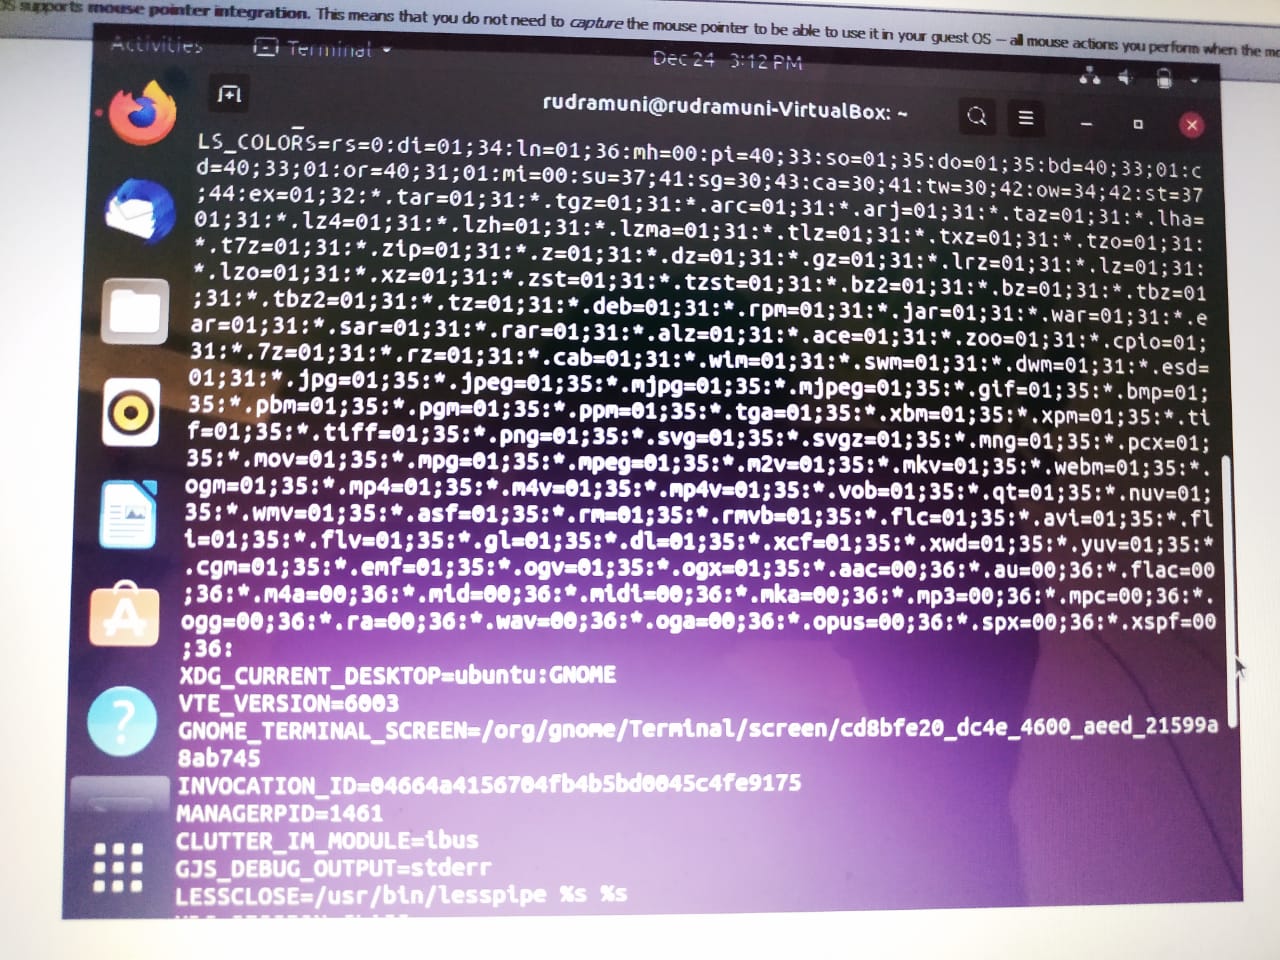 OS supports mouse pointer integration. This means that you do not need to capture the mouse pointer to be able to use it in your guest OS – all mouse actions you perform when the mo
Activities Terminal Dec 24 3:12 PM
rudramuni@rudramuni-VirtualBox: ~
LS_COLORS=rs=0:di=01;34:ln=01;36:mh=00:pi=40;33:so=01;35:do=01;35:bd=40;33;01:c
d=40;33;01:or=40;31;01:mi=00:su=37;41:sg=30;43:ca=30;41:tw=30;42:ow=34;42:st=37
;44:ex=01;32:*.tar=01;31:*.tgz=01;31:*.arc=01;31:*.arj=01;31:*.taz=01;31:*.lha=
01;31:*.lz4=01;31:*.lzh=01;31:*.lzma=01;31:*.tlz=01;31:*.txz=01;31:*.tzo=01;31:
*.t7z=01;31:*.zip=01;31:*.z=01;31:*.dz=01;31:*.gz=01;31:*.lrz=01;31:*.lz=01;31:
*.lzo=01;31:*.xz=01;31:*.zst=01;31:*.tzst=01;31:*.bz2=01;31:*.bz=01;31:*.tbz=01
;31:*.tbz2=01;31:*.tz=01;31:*.deb=01;31:*.rpm=01;31:*.jar=01;31:*.war=01;31:*.e
ar=01;31:*.sar=01;31:*.rar=01;31:*.alz=01;31:*.ace=01;31:*.zoo=01;31:*.cpio=01;
31:*.7z=01;31:*.rz=01;31:*.cab=01;31:*.wim=01;31:*.swm=01;31:*.dwm=01;31:*.esd=
01;31:*.jpg=01;35:*.jpeg=01;35:*.mjpg=01;35:*.mjpeg=01;35:*.gif=01;35:*.bmp=01;
35:*.pbm=01;35:*.pgm=01;35:*.ppm=01;35:*.tga=01;35:*.xbm=01;35:*.xpm=01;35:*.ti
f=01;35:*.tiff=01;35:*.png=01;35:*.svg=01;35:*.svgz=01;35:*.mng=01;35:*.pcx=01;
35:*.mov=01;35:*.mpg=01;35:*.mpeg=01;35:*.m2v=01;35:*.mkv=01;35:*.webm=01;35:*.
ogm=01;35:*.mp4=01;35:*.m4v=01;35:*.mp4v=01;35:*.vob=01;35:*.qt=01;35:*.nuv=01;
35:*.wmv=01;35:*.asf=01;35:*.rm=01;35:*.rmvb=01;35:*.flc=01;35:*.avi=01;35:*.fl
i=01;35:*.flv=01;35:*.gl=01;35:*.dl=01;35:*.xcf=01;35:*.xwd=01;35:*.yuv=01;35:*
.cgm=01;35:*.emf=01;35:*.ogv=01;35:*.ogx=01;35:*.aac=00;36:*.au=00;36:*.flac=00
;36:*.m4a=00;36:*.mid=00;36:*.midi=00;36:*.mka=00;36:*.mp3=00;36:*.mpc=00;36:*.
ogg=00;36:*.ra=00;36:*.wav=00;36:*.oga=00;36:*.opus=00;36:*.spx=00;36:*.xspf=00
;36:
XDG_CURRENT_DESKTOP=ubuntu:GNOME
VTE_VERSION=6003
GNOME_TERMINAL_SCREEN=/org/gnome/Terminal/screen/cd8bfe20_dc4e_4600_aeed_21599a
8ab745
INVOCATION_ID=04664a4156704fb4b5bd0045c4fe9175
MANAGERPID=1461
CLUTTER_IM_MODULE=ibus
GJS_DEBUG_OUTPUT=stderr
LESSCLOSE=/usr/bin/lesspipe %s %s